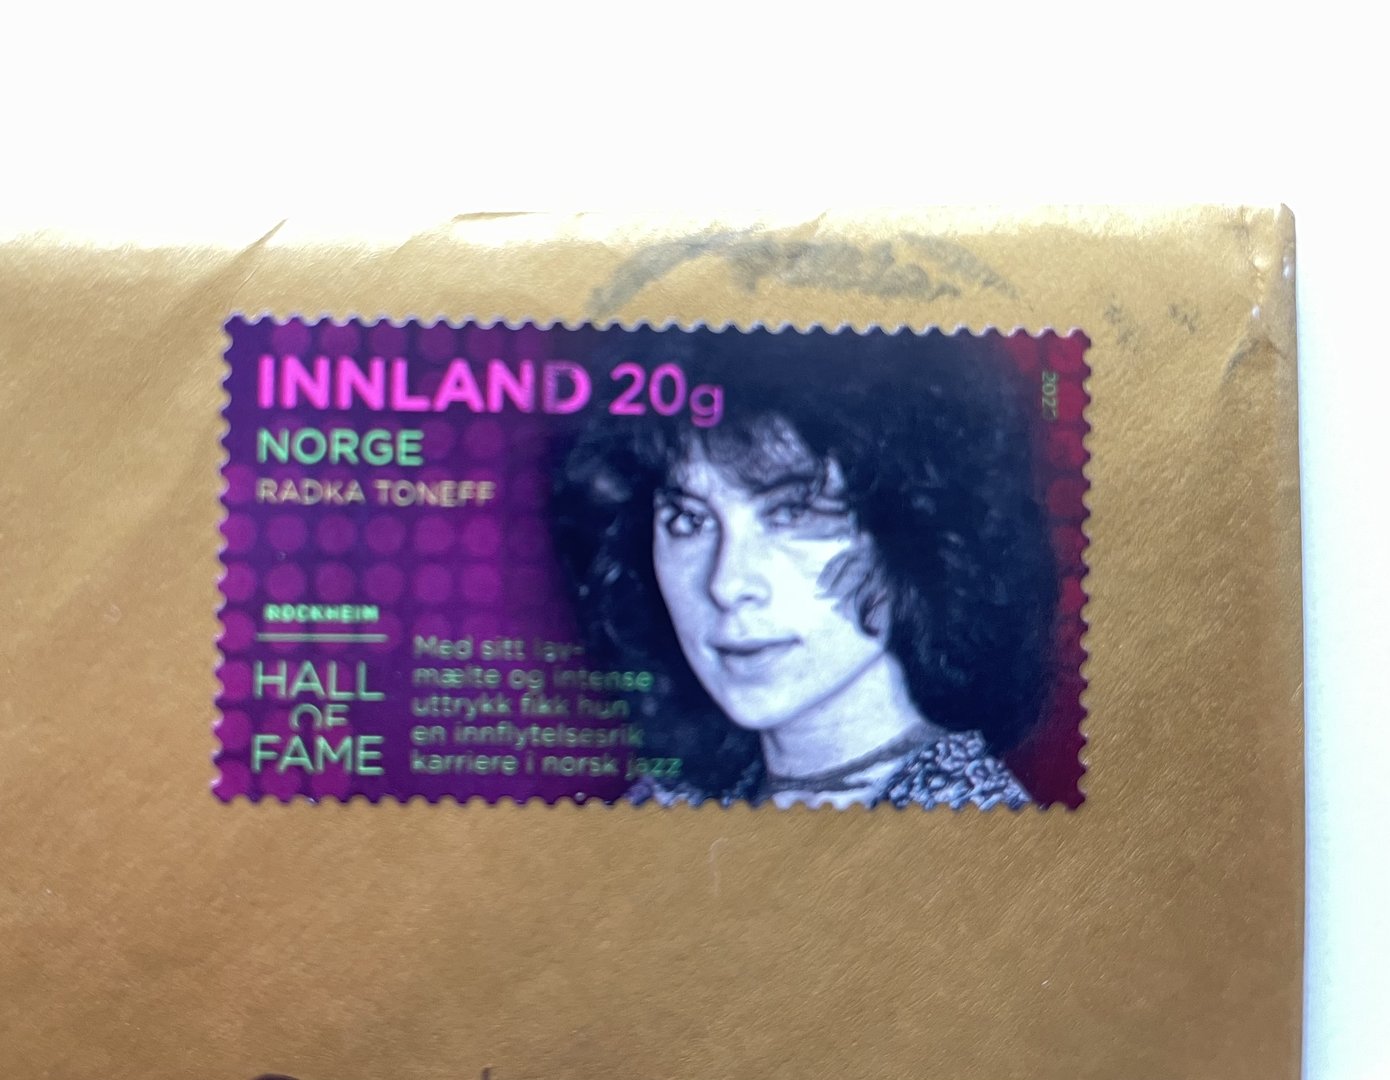 INNLAND 20g
NORGE
RADKA TONEFF
ROCKHEIM
HALL
OF
FAME
Med sitt lav-
mælte og intense
uttrykk fikk hun
en innflytelsesrik
karriere i norsk jazz